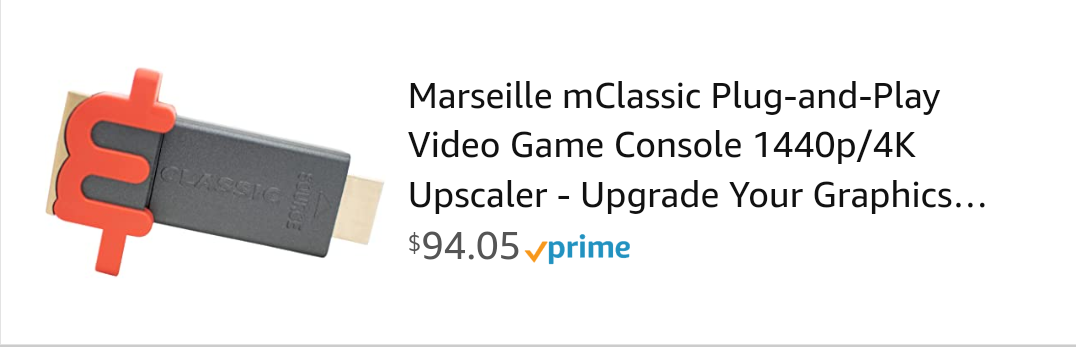 m
CLASSIC
SOURCE
Marseille mClassic Plug-and-Play
Video Game Console 1440p/4K
Upscaler - Upgrade Your Graphics...
$94.05 prime